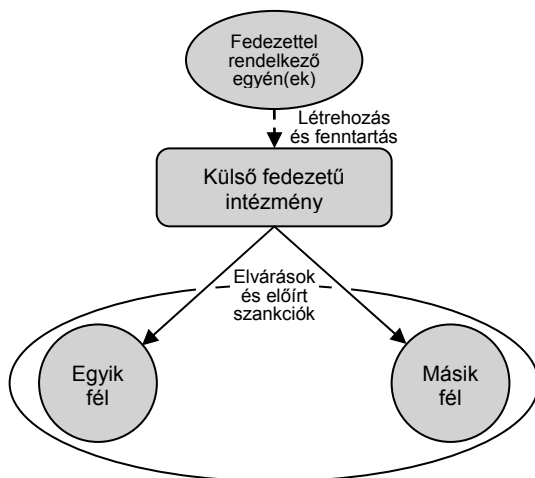 Fedezettel
rendelkező
egyén(ek)
Létrehozás
és fenntartás
Külső fedezetű
intézmény
Elvárások
és előírt
szankciók
Egyik
fél
Másik
fél